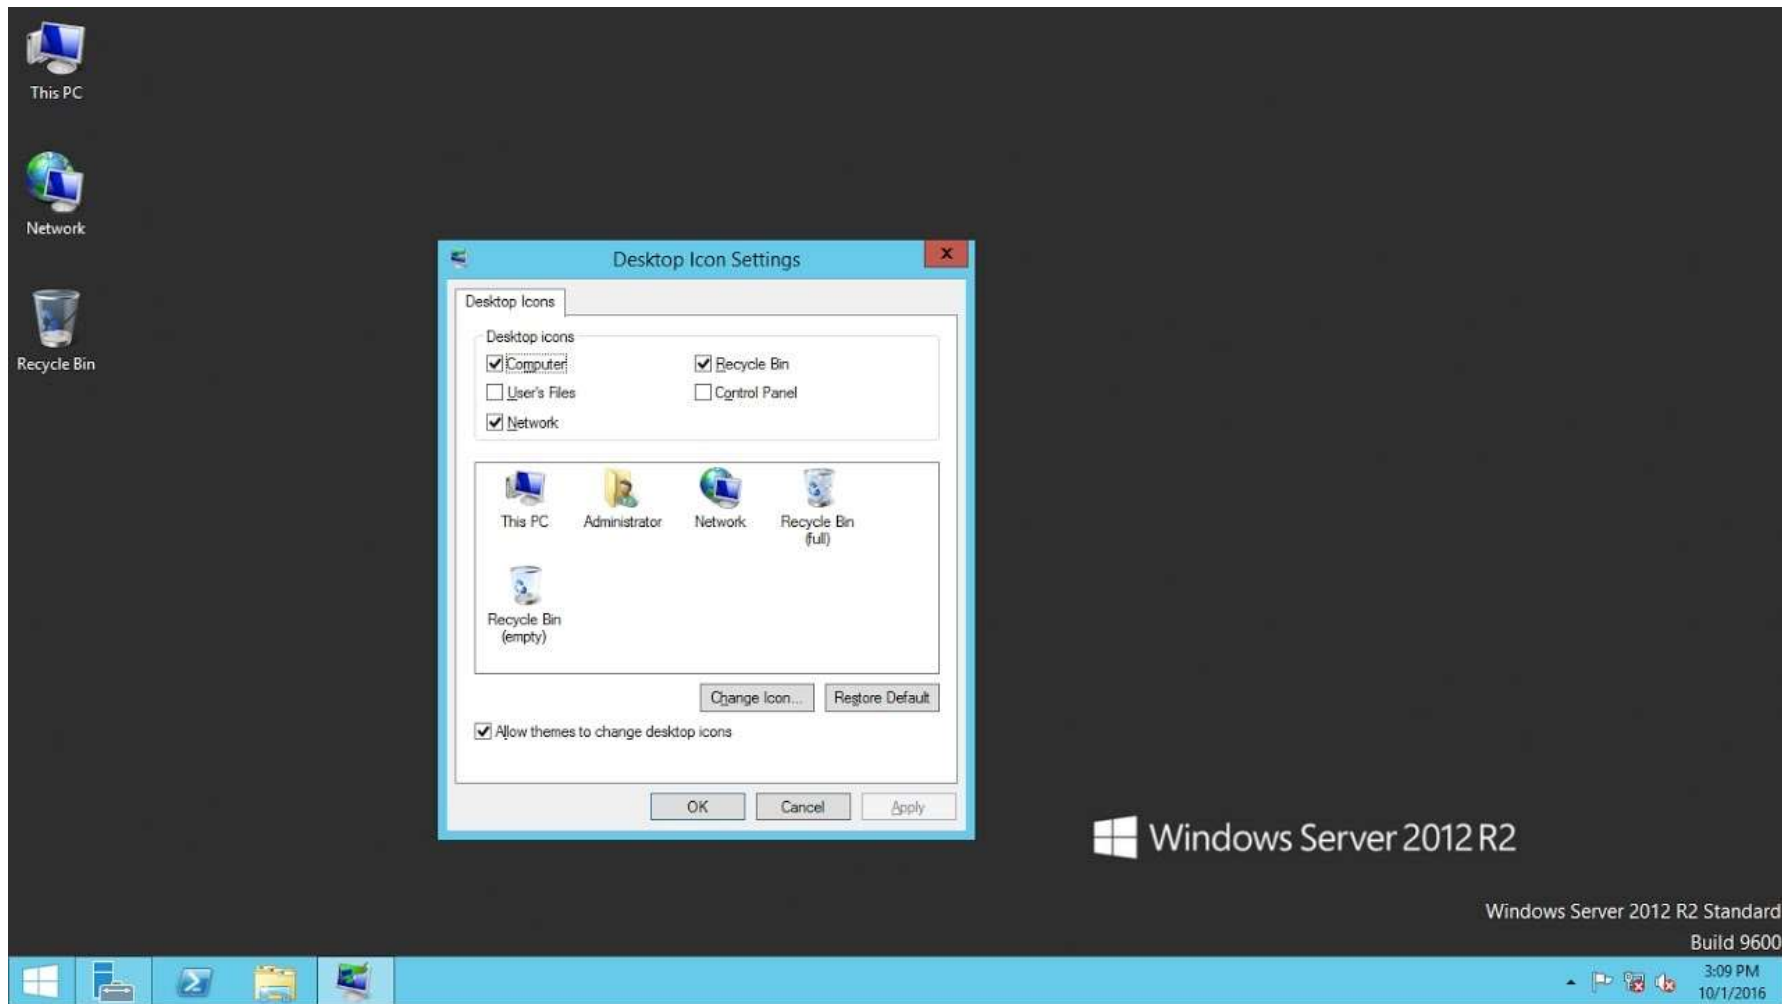 This PC
Network
Recycle Bin
Desktop Icon Settings
x
Desktop Icons
Desktop icons
Computer
Recycle Bin
User's Files
Control Panel
Network
This PC
Administrator
Network
Recycle Bin
(full)
Recycle Bin
(empty)
Change Icon...
Restore Default
Allow themes to change desktop icons
OK
Cancel
Apply
Windows Server 2012 R2
Windows Server 2012 R2 Standard
Build 9600
3:09 PM
10/1/2016